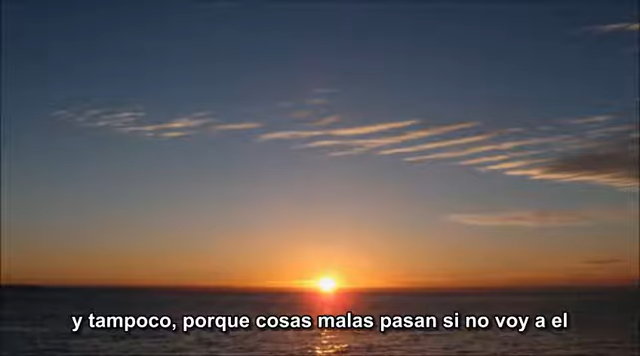 y tampoco, porque cosas malas pasan si no voy a el